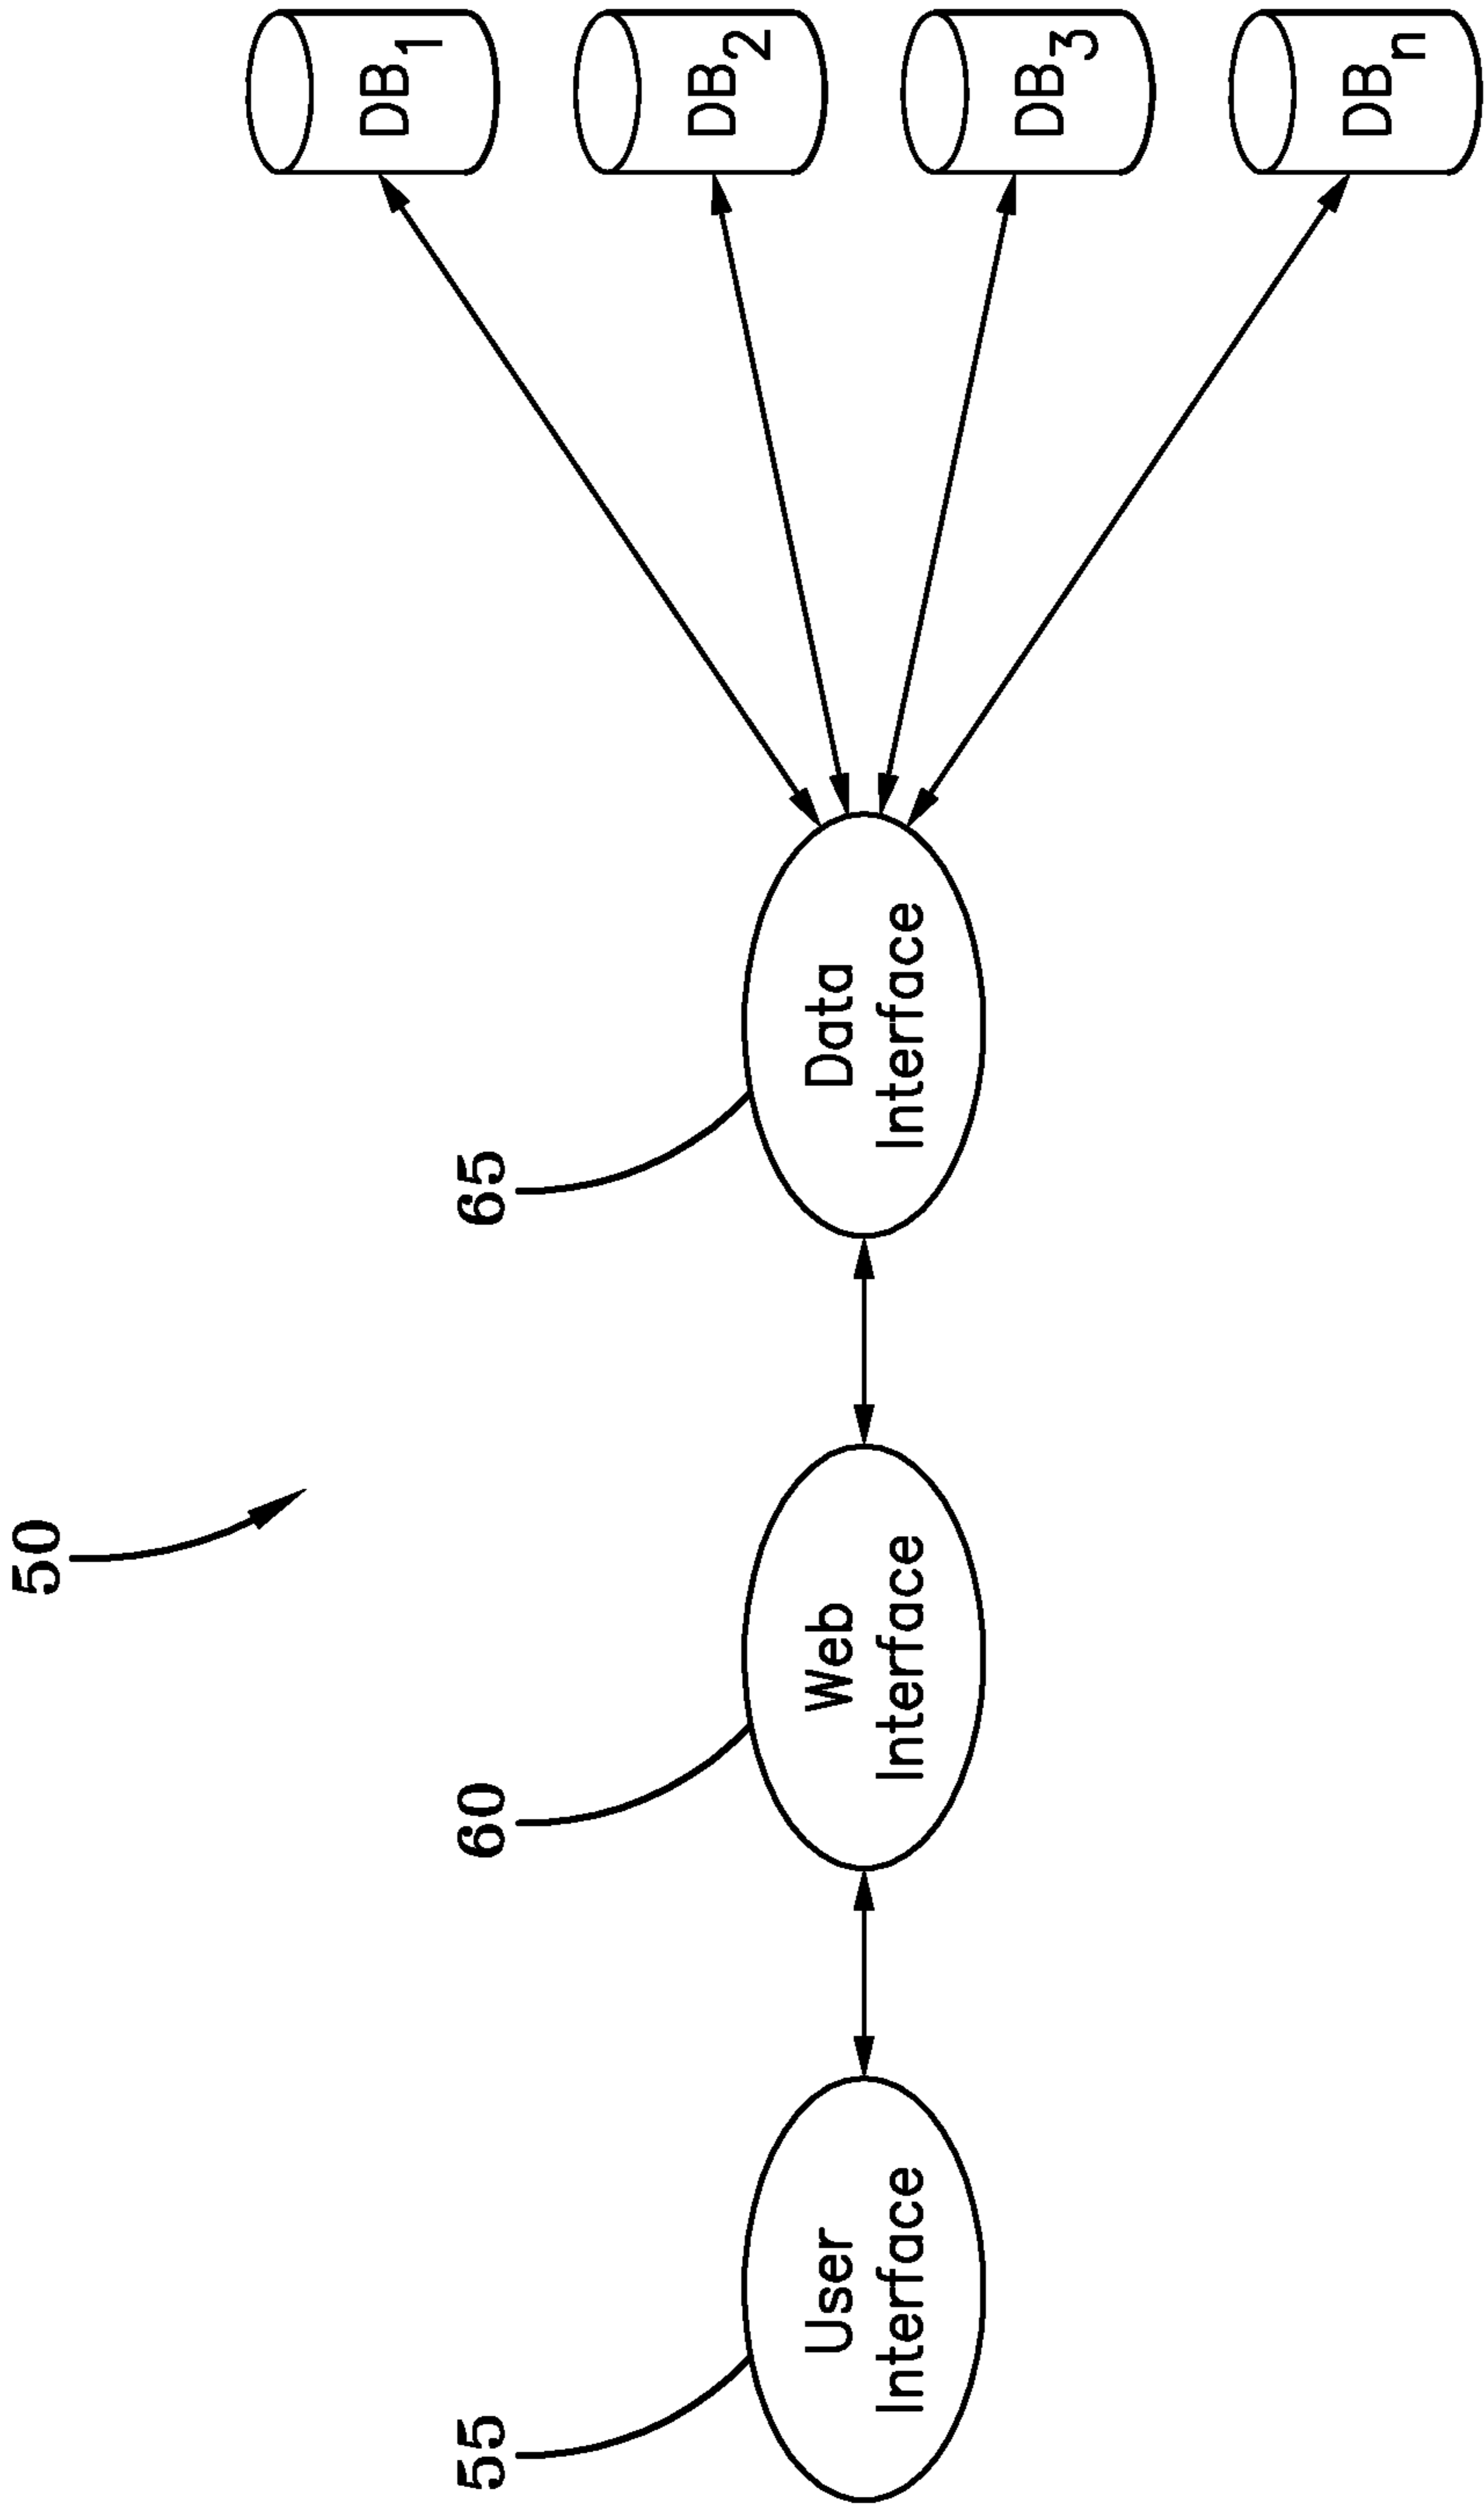 50
55
60
65
User
Interface
Web
Interface
Data
Interface
DB1
DB2
DB3
DBn